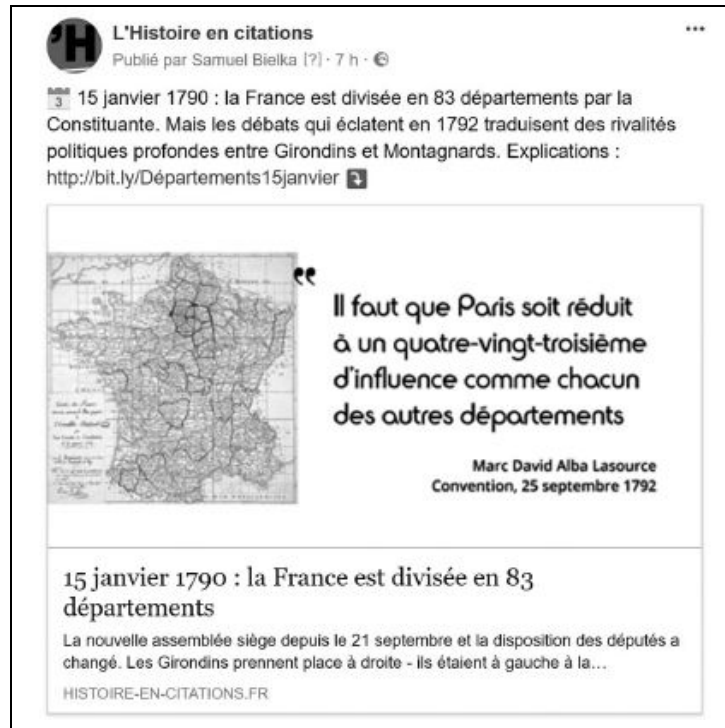 L'Histoire en citations
Publié par Samuel Bielka [?] · 7 h ·
3 15 janvier 1790 : la France est divisée en 83 départements par la
Constituante. Mais les débats qui éclatent en 1792 traduisent des rivalités
politiques profondes entre Girondins et Montagnards. Explications :
http://bit.ly/Départements15janvier
Il faut que Paris soit réduit
à un quatre-vingt-troisième
d'influence comme chacun
des autres départements
Marc David Alba Lasource
Convention, 25 septembre 1792
15 janvier 1790 : la France est divisée en 83
départements
La nouvelle assemblée siège depuis le 21 septembre et la disposition des députés a
changé. Les Girondins prennent place à droite - ils étaient à gauche à la...
HISTOIRE-EN-CITATIONS.FR